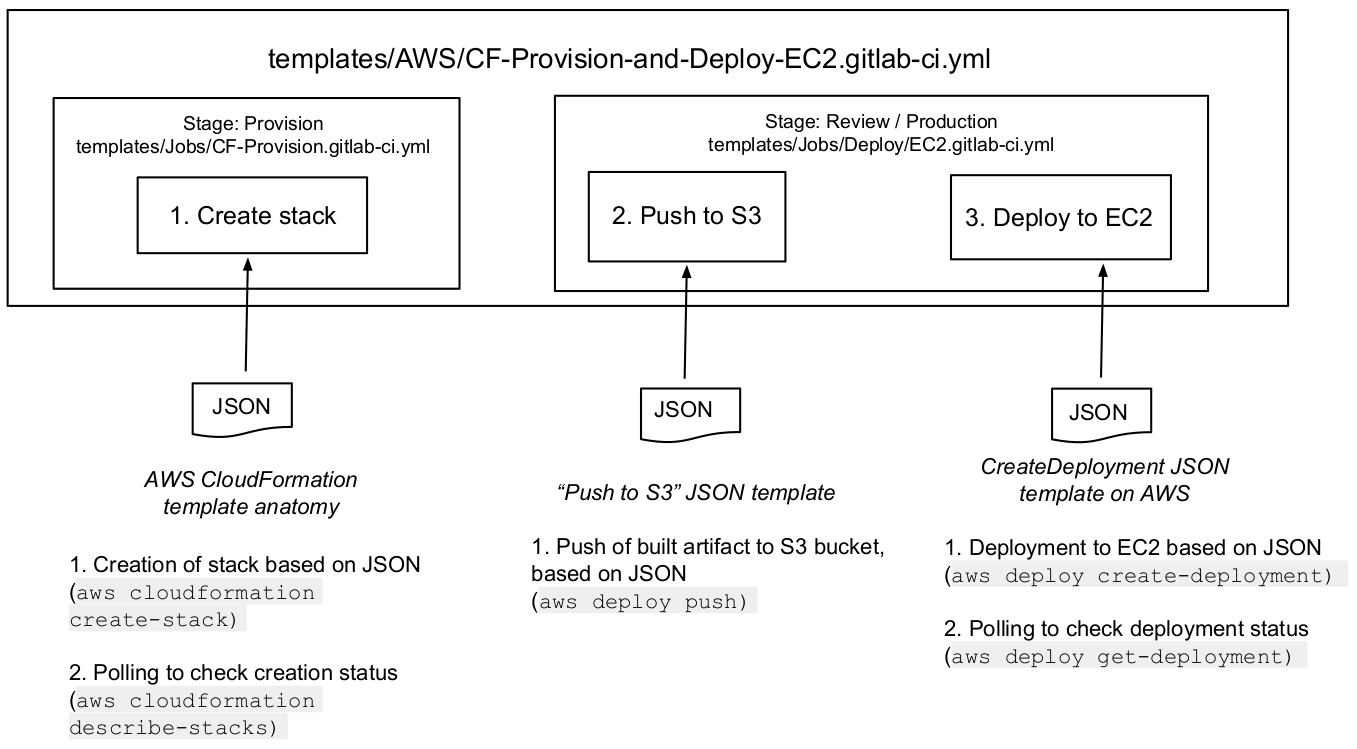 templates/AWS/CF-Provision-and-Deploy-EC2.gitlab-ci.yml
Stage: Provision
templates/Jobs/CF-Provision.gitlab-ci.yml
1. Create stack
Stage: Review / Production
templates/Jobs/Deploy/EC2.gitlab-ci.yml
2. Push to S3
3. Deploy to EC2
JSON
AWS CloudFormation
template anatomy
1. Creation of stack based on JSON
(aws cloudformation
create-stack)
2. Polling to check creation status
(aws cloudformation
describe-stacks)
JSON
“Push to S3” JSON template
1. Push of built artifact to S3 bucket,
based on JSON
(aws deploy push)
JSON
CreateDeployment JSON
template on AWS
1. Deployment to EC2 based on JSON
(aws deploy create-deployment)
2. Polling to check deployment status
(aws deploy get-deployment)